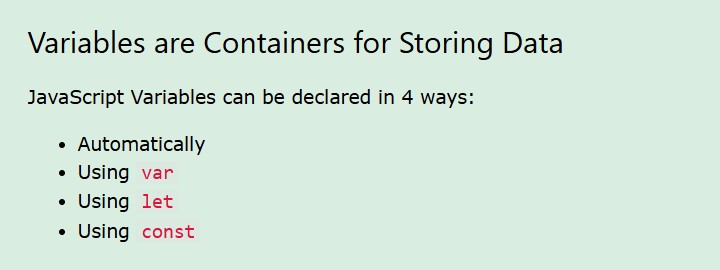 Variables are Containers for Storing Data
JavaScript Variables can be declared in 4 ways:
• Automatically
• Using var
• Using let
• Using const